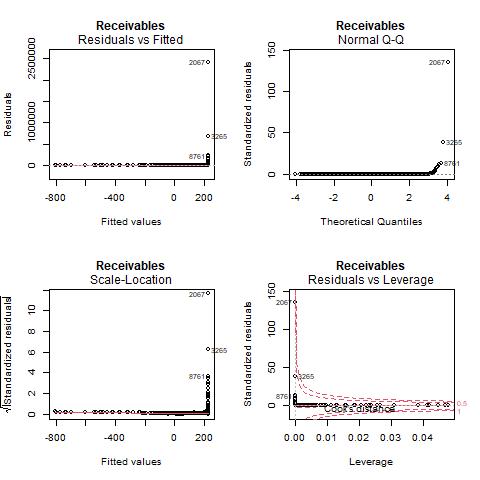 Receivables
Residuals vs Fitted
Residuals
2500000
1000000
0
2067
3265
8761
-800
-400
0
200
Fitted values
Receivables
Normal Q-Q
Standardized residuals
150
100
50
0
2067
3265
8761
-4
-2
0
2
4
Theoretical Quantiles
Receivables
Scale-Location
√|Standardized residuals|
10
8
6
4
2
0
2067
3265
8761
-800
-400
0
200
Fitted values
Receivables
Residuals vs Leverage
Standardized residuals
150
100
50
0
2067
3265
8761
Cook's distance
0.5
1
0.00
0.01
0.02
0.03
0.04
Leverage